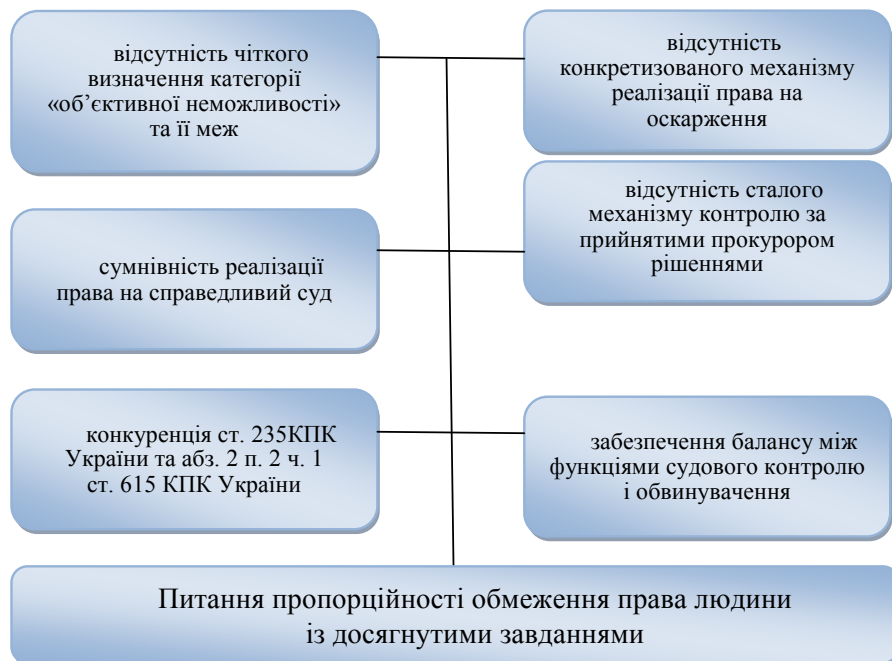 відсутність чіткого
визначення категорії
«об’єктивної неможливості»
та її меж
відсутність
конкретизованого механізму
реалізації права на
оскарження
сумнівність реалізації
права на справедливий суд
відсутність сталого
механізму контролю за
прийнятими прокурором
рішеннями
конкуренція ст. 235КПК
України та абз. 2 п. 2 ч. 1
ст. 615 КПК України
забезпечення балансу між
функціями судового контролю
і обвинувачення
Питання пропорційності обмеження права людини
із досягнутими завданнями